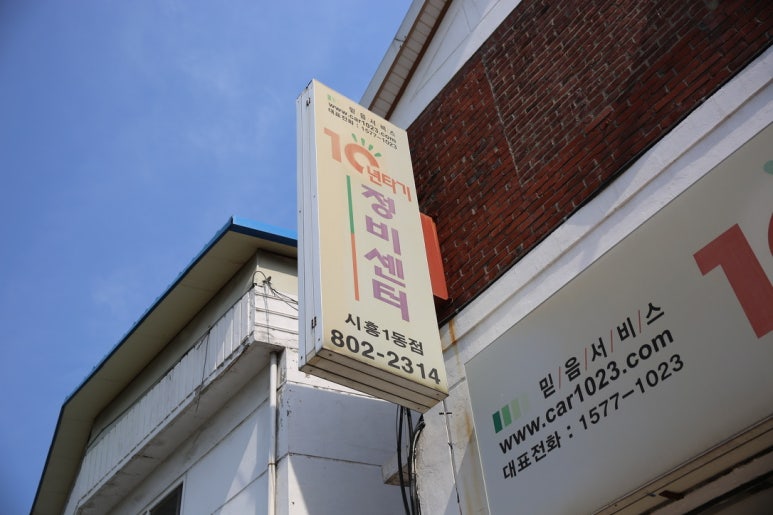 믿음서비스
www.car1023.com
대표전화 : 1577-1023
10년타기
정비센터
시흥1동점
802-2314
1
믿/음/서/비/스
www.car1023.com
대표전화 : 1577-1023